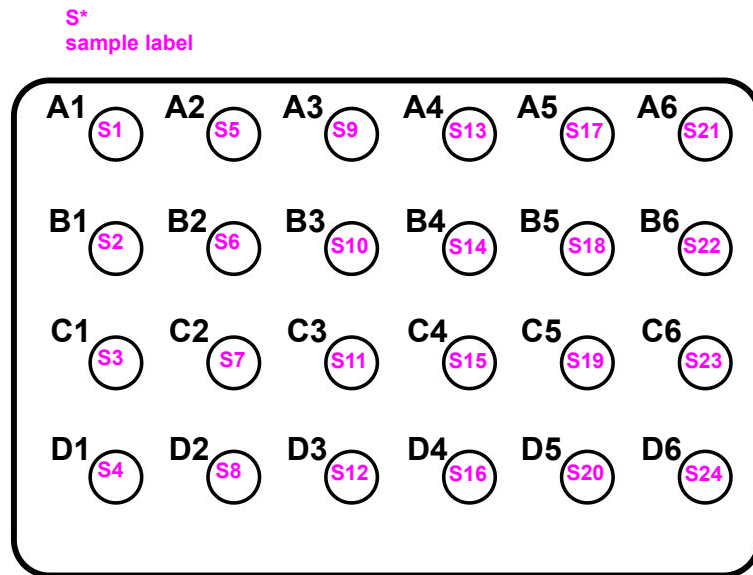 S*
sample label
A1 A2 A3 A4 A5 A6
S1 S5 S9 S13 S17 S21
B1 B2 B3 B4 B5 B6
S2 S6 S10 S14 S18 S22
C1 C2 C3 C4 C5 C6
S3 S7 S11 S15 S19 S23
D1 D2 D3 D4 D5 D6
S4 S8 S12 S16 S20 S24